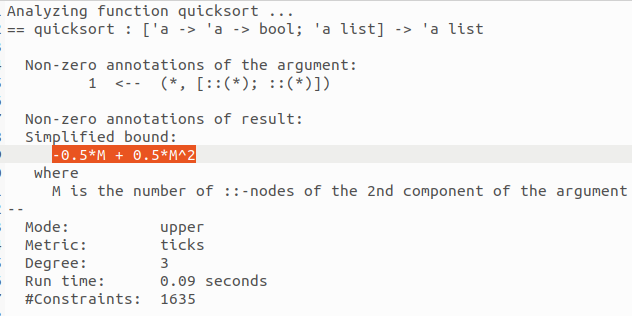 Analyzing function quicksort ...
== quicksort : ['a -> 'a -> bool; 'a list] -> 'a list
Non-zero annotations of the argument:
1 <-- (*, [::(*); ::(*)])
Non-zero annotations of result:
Simplified bound:
-0.5*M + 0.5*M^2
where
M is the number of ::-nodes of the 2nd component of the argument
--
Mode: upper
Metric: ticks
Degree: 3
Run time: 0.09 seconds
#Constraints: 1635